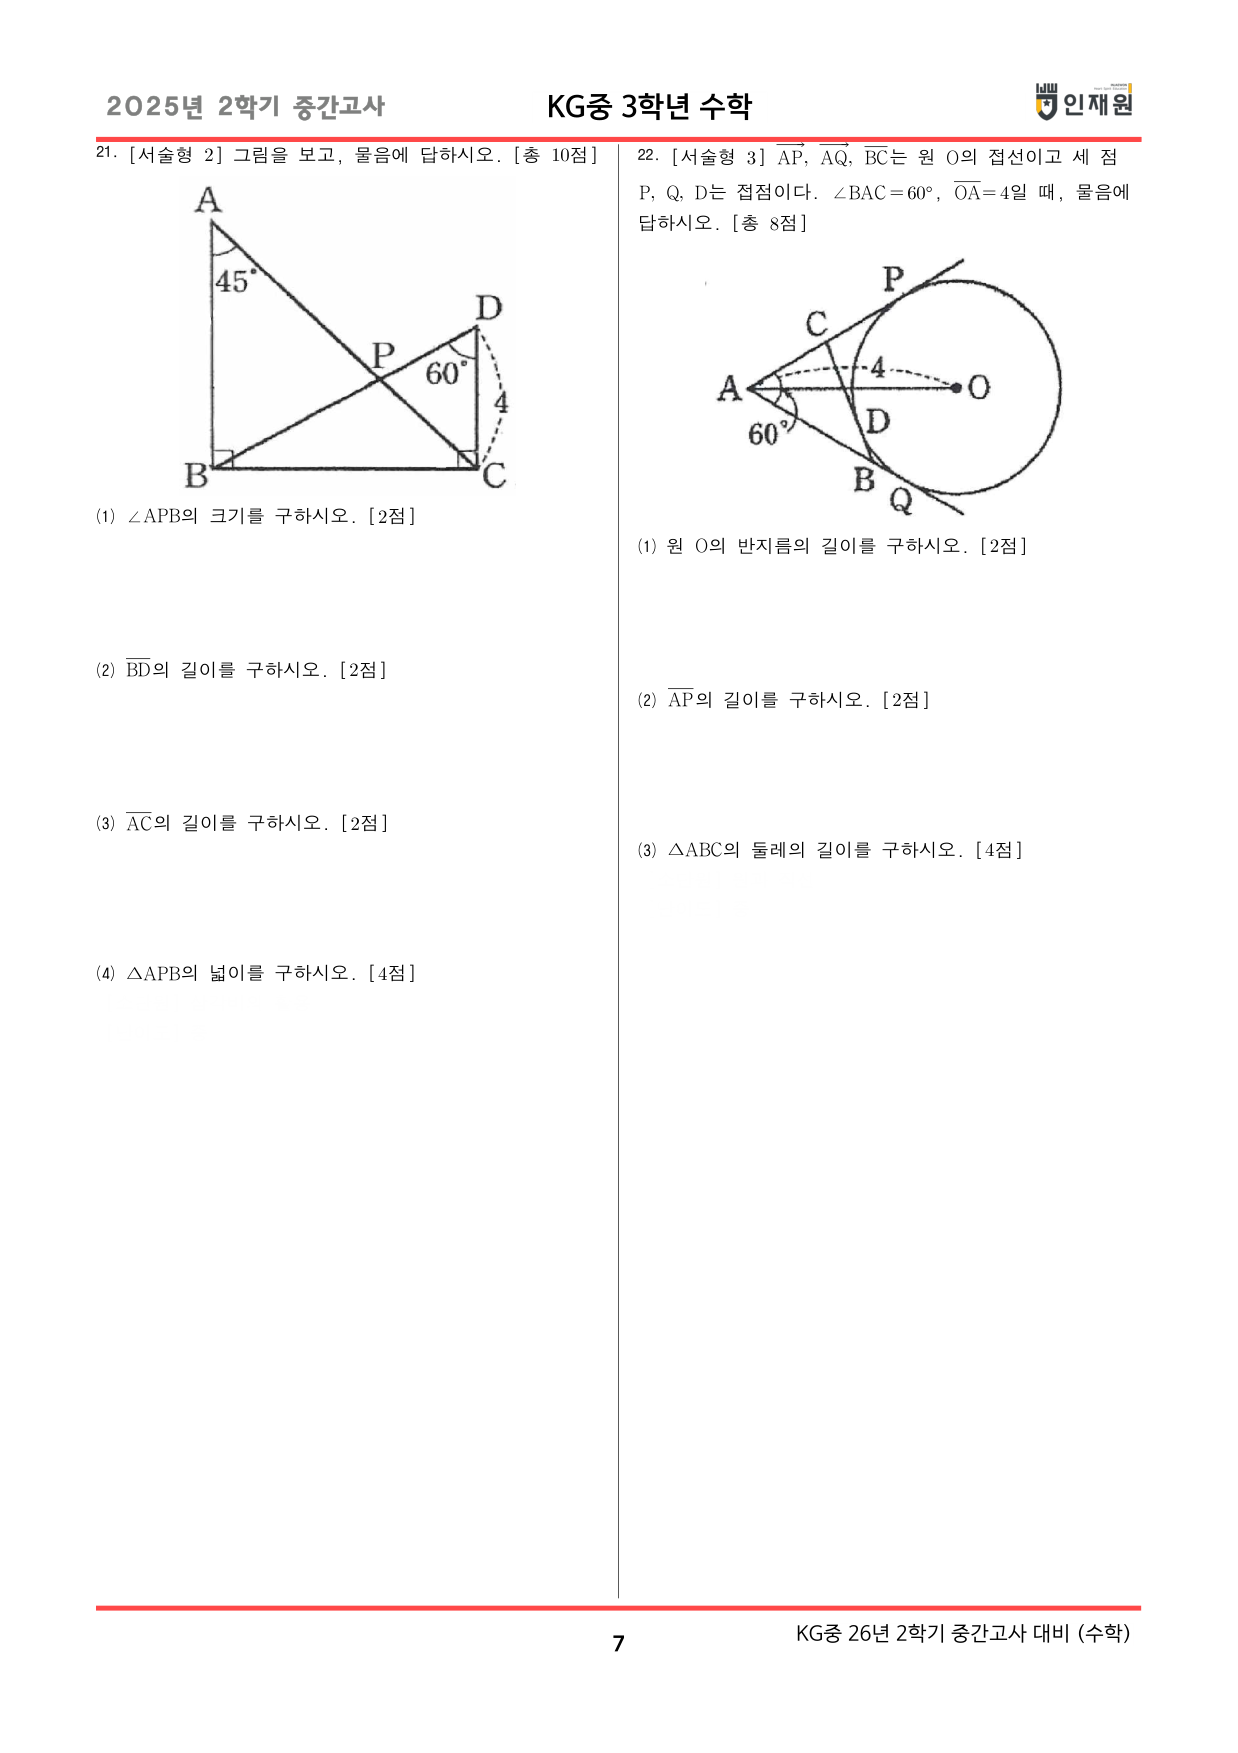 2025년 2학기 중간고사
KG중 3학년 수학
인재원
21. [서술형 2] 그림을 보고, 물음에 답하시오. [총 10점]
A
45°
D
P
60°
4
B
C
(1) ∠APB의 크기를 구하시오. [2점]
(2) BD의 길이를 구하시오. [2점]
(3) AC의 길이를 구하시오. [2점]
(4) △APB의 넓이를 구하시오. [4점]
22. [서술형 3] AP, AQ, BC는 원 O의 접선이고 세 점
P, Q, D는 접점이다. ∠BAC=60°, OA=4일 때, 물음에
답하시오. [총 8점]
P
C
4
A
O
D
60°
B
Q
(1) 원 O의 반지름의 길이를 구하시오. [2점]
(2) AP의 길이를 구하시오. [2점]
(3) △ABC의 둘레의 길이를 구하시오. [4점]
7
KG중 26년 2학기 중간고사 대비 (수학)